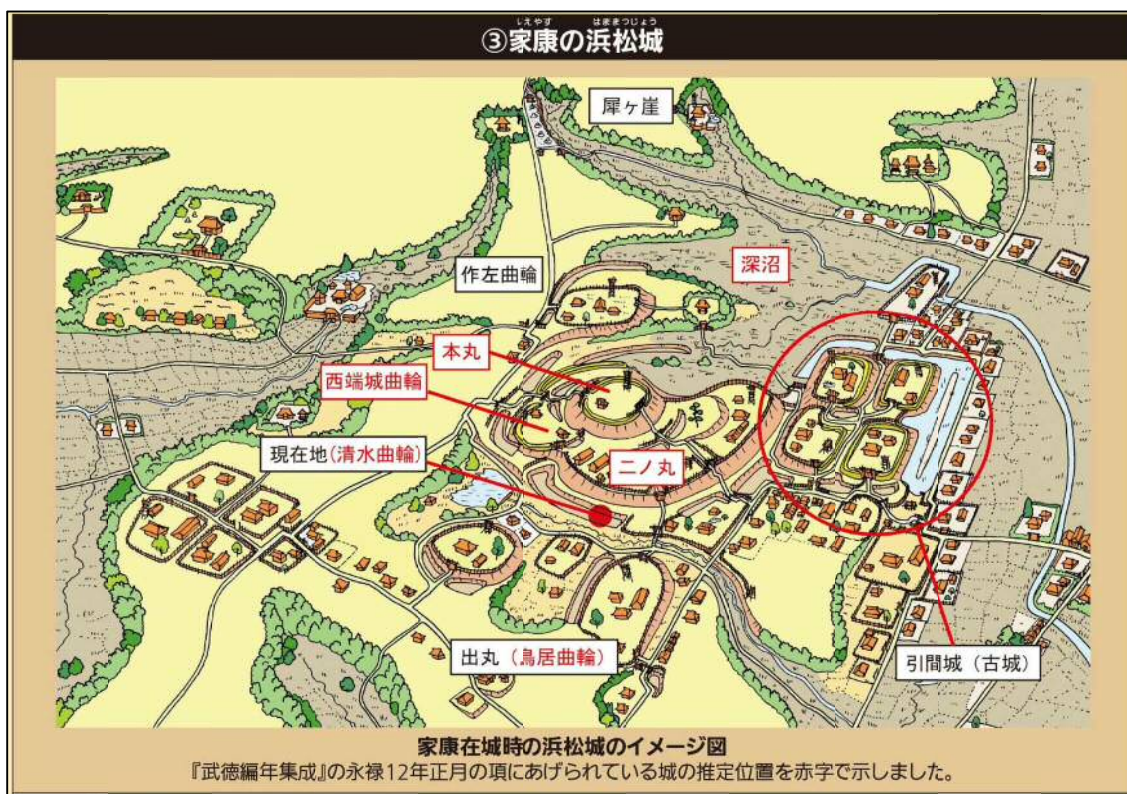 しえやす はままつじょう
③家康の浜松城
犀ヶ崖
深沼
作左曲輪
本丸
西端城曲輪
現在地(清水曲輪)
二ノ丸
出丸（鳥居曲輪）
引間城（古城）
家康在城時の浜松城のイメージ図
『武徳編年集成』の永禄12年正月の項にあげられている城の推定位置を赤字で示しました。